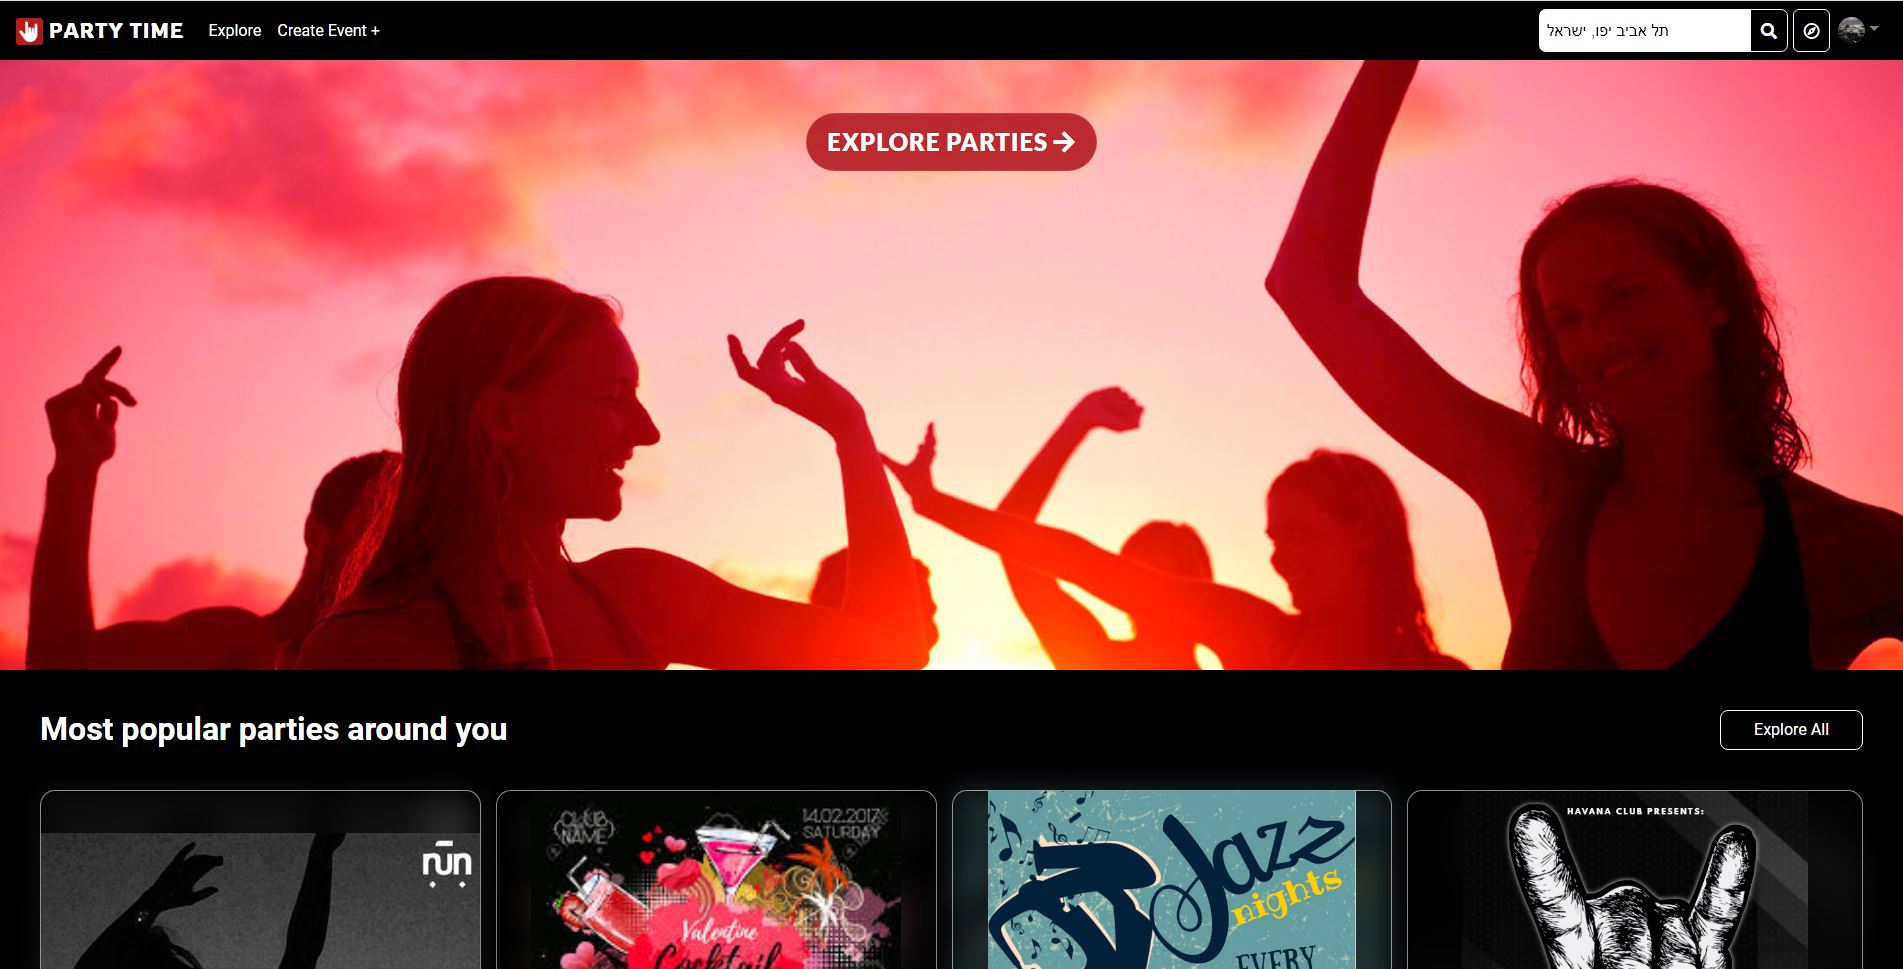 PARTY TIME
Explore
Create Event +
תל אביב יפו, ישראל
EXPLORE PARTIES
Most popular parties around you
Explore All
nūn
CLUB
NAME
14.02.2017
SATURDAY
Valentine
Cocktail
Jazz
nights
EVERY
HAVANA CLUB PRESENTS: